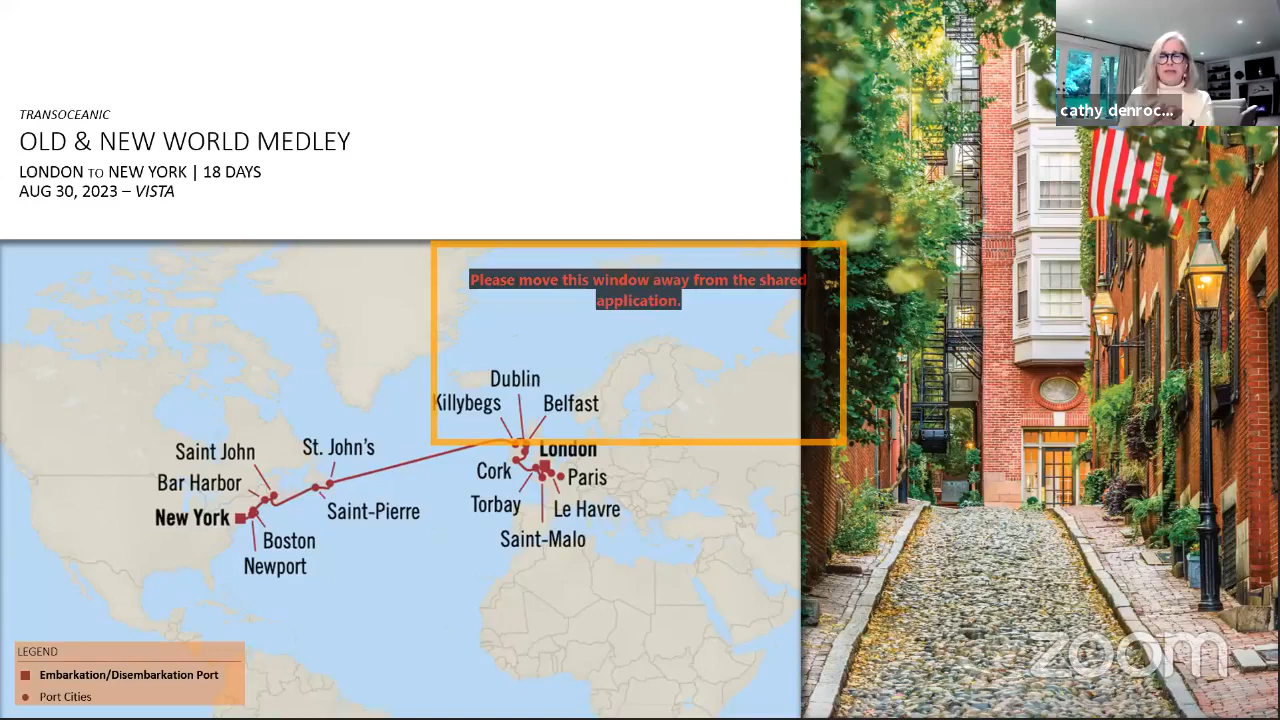 TRANSOCEANIC
OLD & NEW WORLD MEDLEY
LONDON TO NEW YORK | 18 DAYS
AUG 30, 2023 – VISTA
cathy_denroc...
Please move this window away from the shared
application.
Dublin
Killybegs
Belfast
London
Saint John
St. John's
Cork
Paris
Bar Harbor
Torbay
Le Havre
New York
Saint-Pierre
Boston
Saint-Malo
Newport
LEGEND
Embarkation/Disembarkation Port
Port Cities
zoom